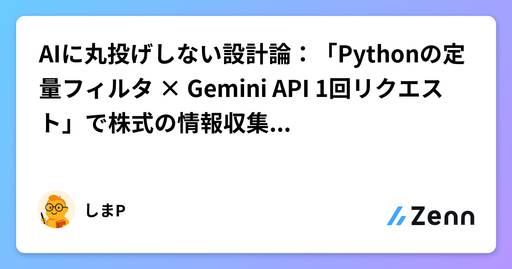 AIに丸投げしない設計論：「Pythonの定
量フィルタ × Gemini API 1回リクエス
ト」で株式の情報収集...
しまP
Zenn